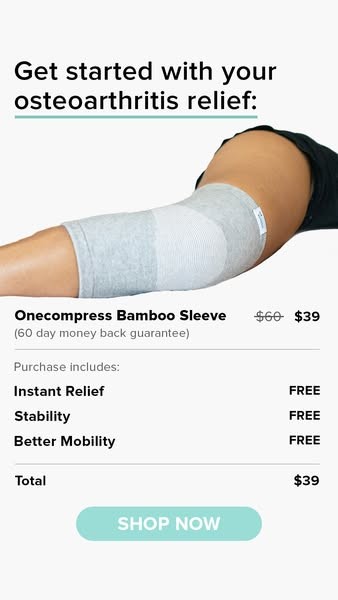 Get started with your
osteoarthritis relief:
Onecompress Bamboo Sleeve $60 $39
(60 day money back guarantee)
Purchase includes:
Instant Relief FREE
Stability FREE
Better Mobility FREE
Total $39
SHOP NOW